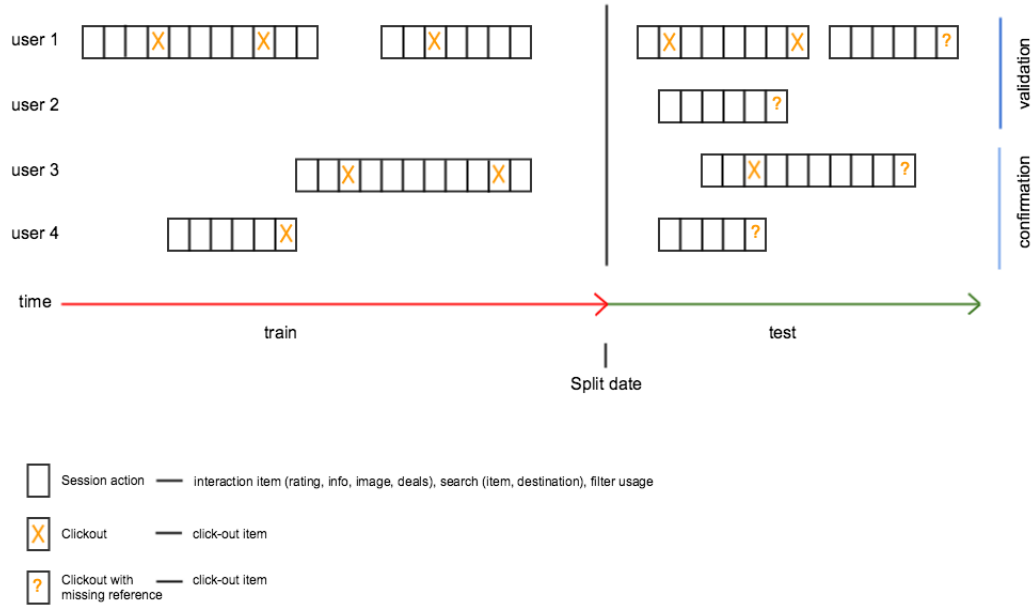 user 1
X X X X X ?
user 2
?
user 3
X X X ?
user 4
X ?
validation
confirmation
time
train
test
Split date
Session action
interaction item (rating, info, image, deals), search (item, destination), filter usage
X
Clickout
click-out item
?
Clickout with
missing reference
click-out item